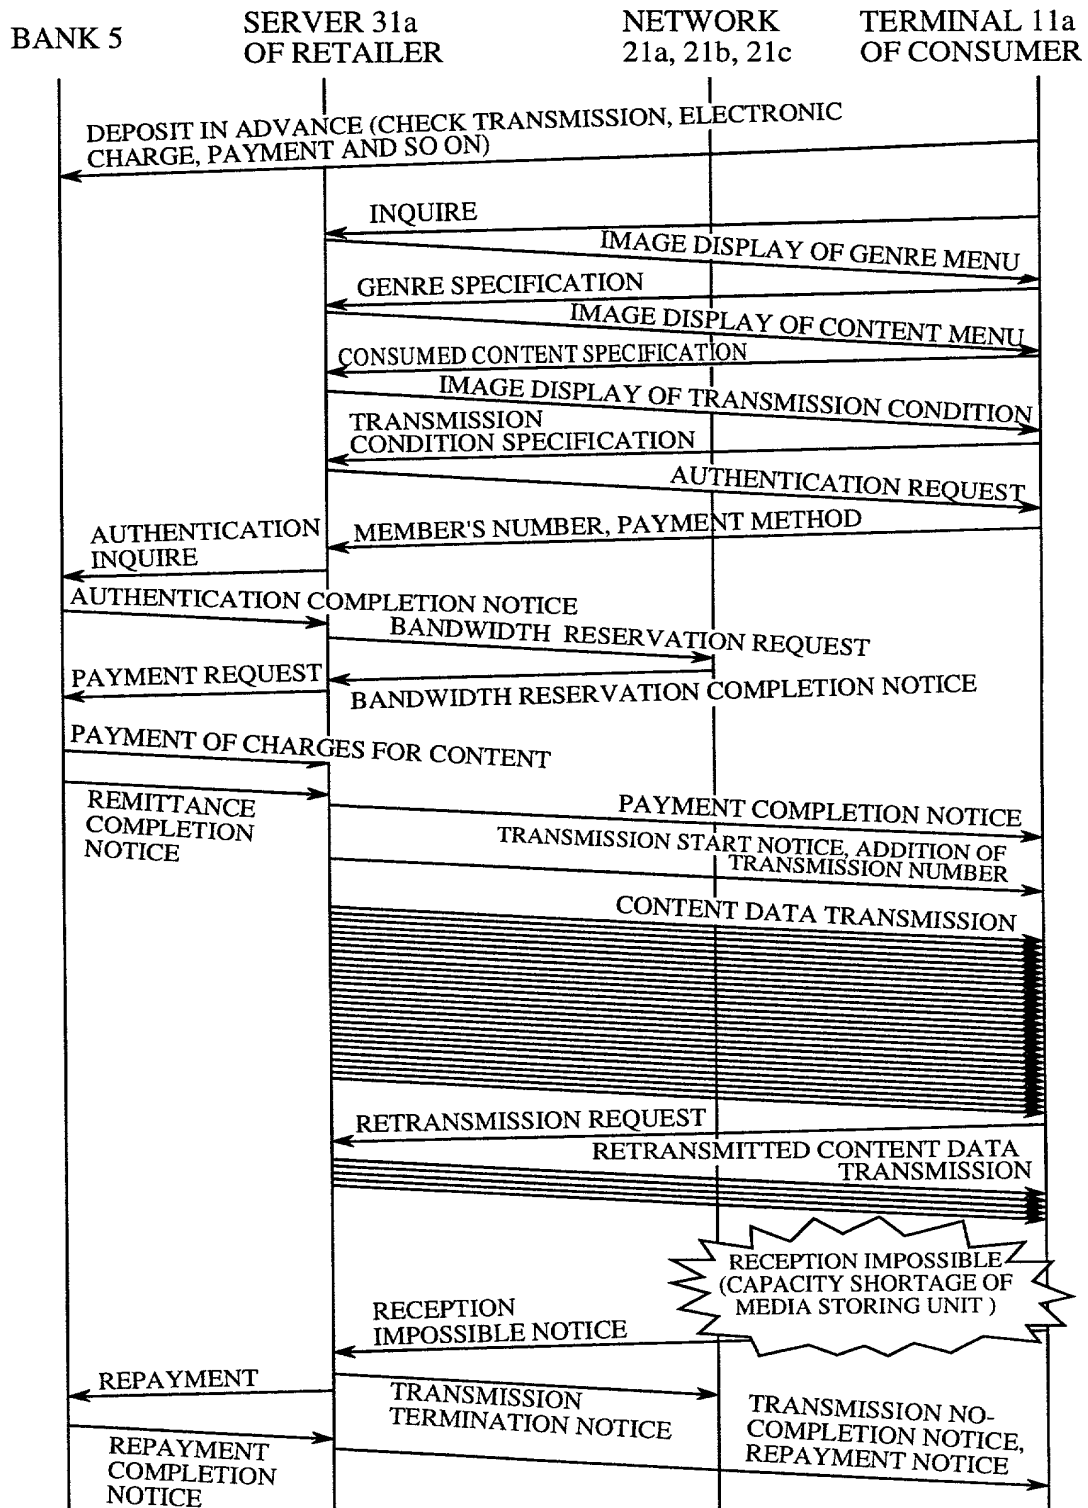 BANK 5
SERVER 31a
OF RETAILER
NETWORK
21a, 21b, 21c
TERMINAL 11a
OF CONSUMER
DEPOSIT IN ADVANCE (CHECK TRANSMISSION, ELECTRONIC
CHARGE, PAYMENT AND SO ON)
INQUIRE
IMAGE DISPLAY OF GENRE MENU
GENRE SPECIFICATION
IMAGE DISPLAY OF CONTENT MENU
CONSUMED CONTENT SPECIFICATION
IMAGE DISPLAY OF TRANSMISSION CONDITION
TRANSMISSION
CONDITION SPECIFICATION
AUTHENTICATION REQUEST
MEMBER'S NUMBER, PAYMENT METHOD
AUTHENTICATION
INQUIRE
AUTHENTICATION COMPLETION NOTICE
BANDWIDTH RESERVATION REQUEST
PAYMENT REQUEST
BANDWIDTH RESERVATION COMPLETION NOTICE
PAYMENT OF CHARGES FOR CONTENT
REMITTANCE
COMPLETION
NOTICE
PAYMENT COMPLETION NOTICE
TRANSMISSION START NOTICE, ADDITION OF
TRANSMISSION NUMBER
CONTENT DATA TRANSMISSION
RETRANSMISSION REQUEST
RETRANSMITTED CONTENT DATA
TRANSMISSION
RECEPTION IMPOSSIBLE
(CAPACITY SHORTAGE OF
MEDIA STORING UNIT )
RECEPTION
IMPOSSIBLE NOTICE
REPAYMENT
TRANSMISSION
TERMINATION NOTICE
TRANSMISSION NO-
COMPLETION NOTICE,
REPAYMENT NOTICE
REPAYMENT
COMPLETION
NOTICE